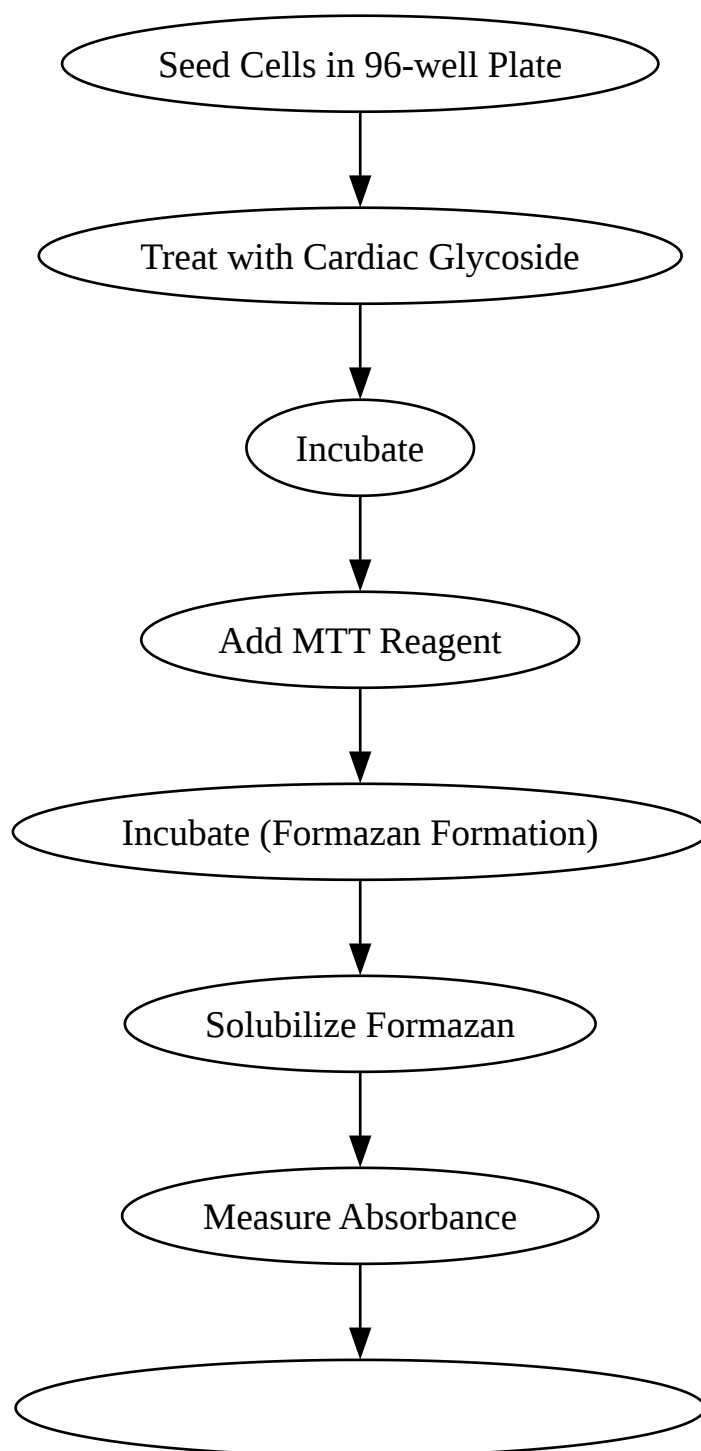 Seed Cells in 96-well Plate
Treat with Cardiac Glycoside
Incubate
Add MTT Reagent
Incubate (Formazan Formation)
Solubilize Formazan
Measure Absorbance